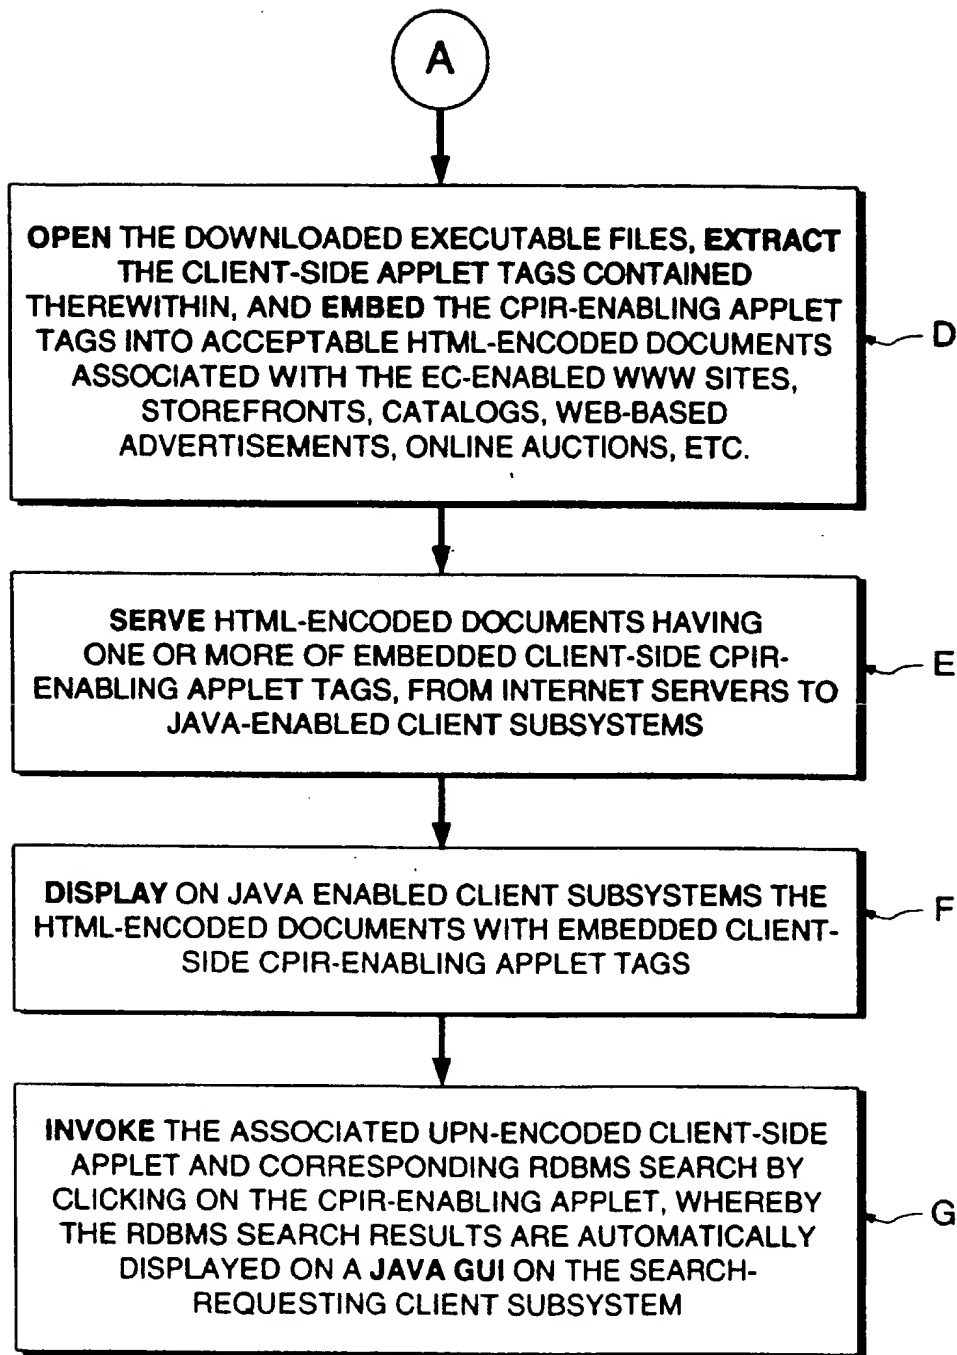 A
OPEN THE DOWNLOADED EXECUTABLE FILES, EXTRACT
THE CLIENT-SIDE APPLET TAGS CONTAINED
THEREWITHIN, AND EMBED THE CPIR-ENABLING APPLET
TAGS INTO ACCEPTABLE HTML-ENCODED DOCUMENTS
ASSOCIATED WITH THE EC-ENABLED WWW SITES,
STOREFRONTS, CATALOGS, WEB-BASED
ADVERTISEMENTS, ONLINE AUCTIONS, ETC.
D
SERVE HTML-ENCODED DOCUMENTS HAVING
ONE OR MORE OF EMBEDDED CLIENT-SIDE CPIR-
ENABLING APPLET TAGS, FROM INTERNET SERVERS TO
JAVA-ENABLED CLIENT SUBSYSTEMS
E
DISPLAY ON JAVA ENABLED CLIENT SUBSYSTEMS THE
HTML-ENCODED DOCUMENTS WITH EMBEDDED CLIENT-
SIDE CPIR-ENABLING APPLET TAGS
F
INVOKE THE ASSOCIATED UPN-ENCODED CLIENT-SIDE
APPLET AND CORRESPONDING RDBMS SEARCH BY
CLICKING ON THE CPIR-ENABLING APPLET, WHEREBY
THE RDBMS SEARCH RESULTS ARE AUTOMATICALLY
DISPLAYED ON A JAVA GUI ON THE SEARCH-
REQUESTING CLIENT SUBSYSTEM
G